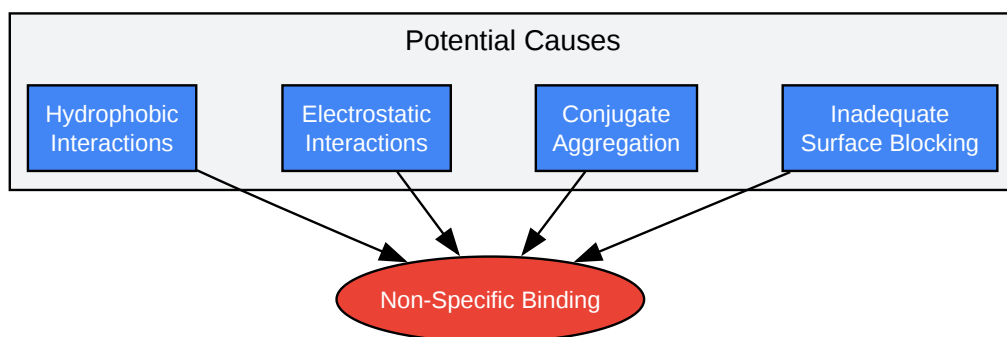 Potential Causes
Hydrophobic
Interactions
Electrostatic
Interactions
Conjugate
Aggregation
Inadequate
Surface Blocking
Non-Specific Binding